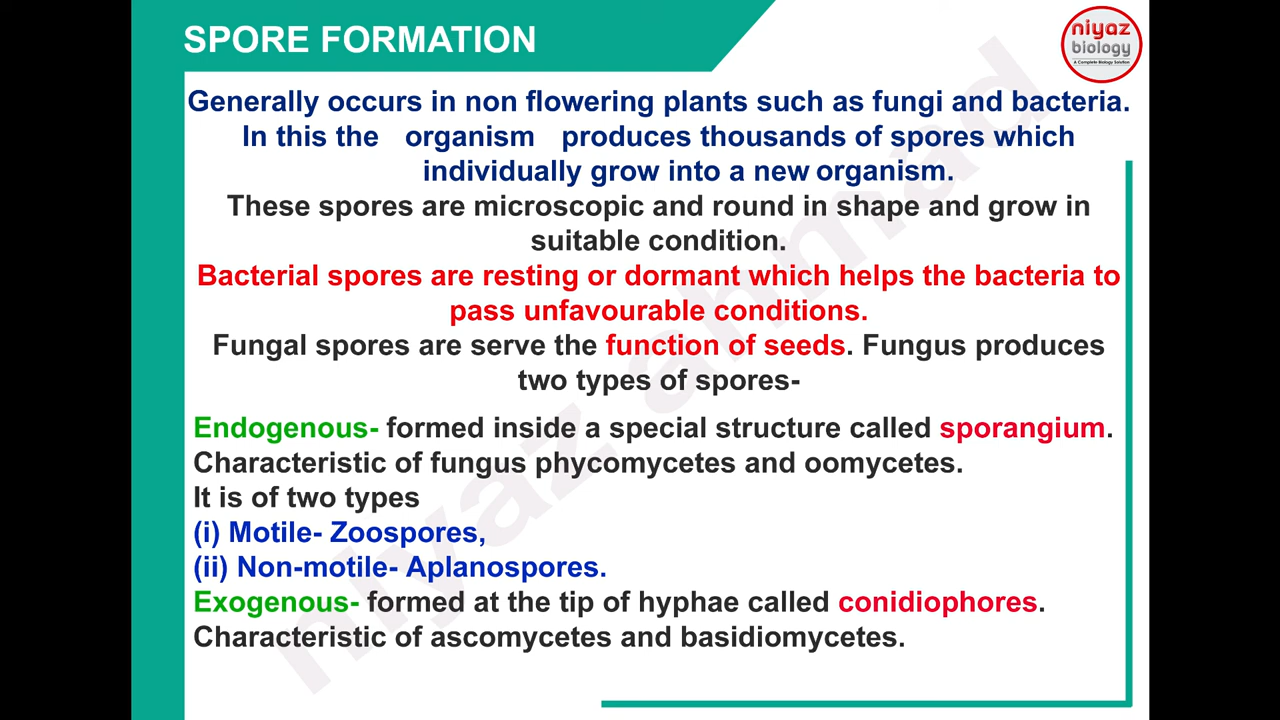 SPORE FORMATION
niyaz
biology
A Complete Biology Solution
Generally occurs in non flowering plants such as fungi and bacteria.
In this the organism produces thousands of spores which
individually grow into a new organism.
These spores are microscopic and round in shape and grow in
suitable condition.
Bacterial spores are resting or dormant which helps the bacteria to
pass unfavourable conditions.
Fungal spores are serve the function of seeds. Fungus produces
two types of spores-
Endogenous- formed inside a special structure called sporangium.
Characteristic of fungus phycomycetes and oomycetes.
It is of two types
(i) Motile- Zoospores,
(ii) Non-motile- Aplanospores.
Exogenous- formed at the tip of hyphae called conidiophores.
Characteristic of ascomycetes and basidiomycetes.
niyaz ahmad